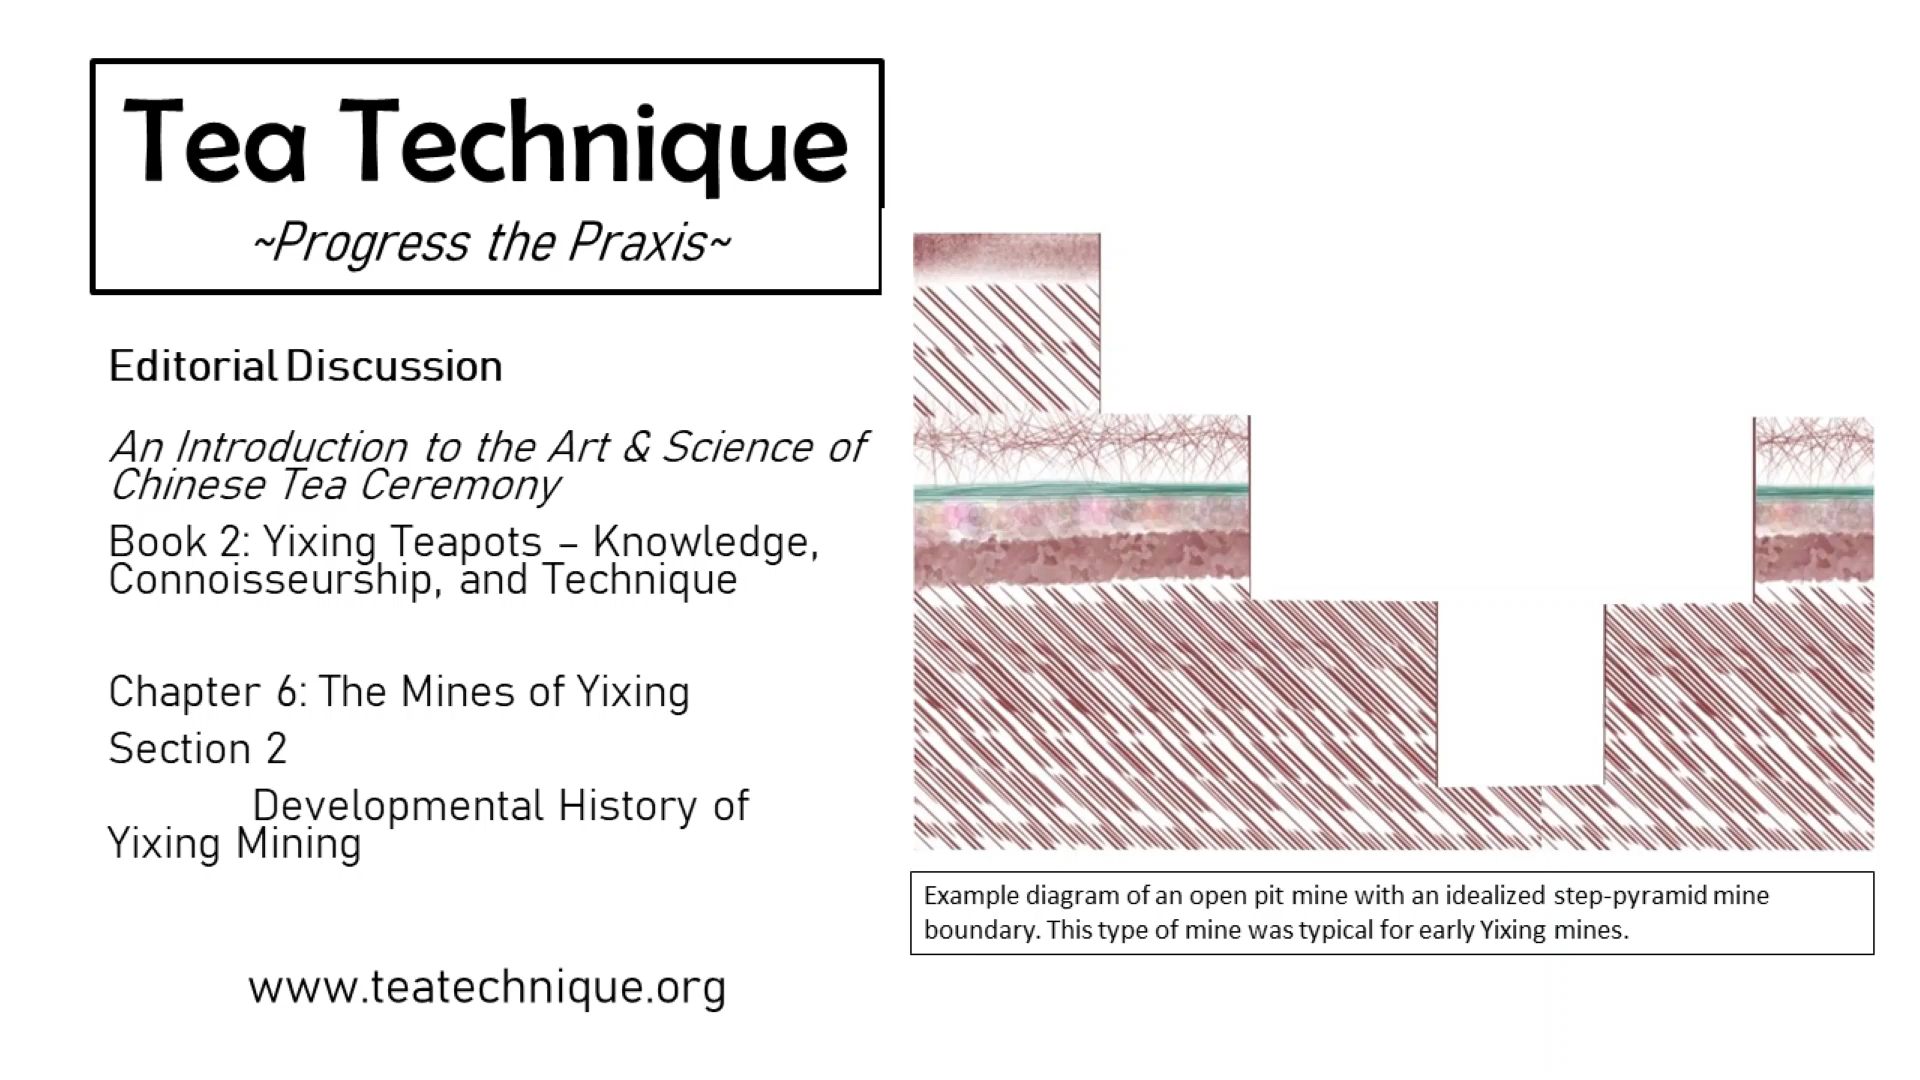 Tea Technique
~Progress the Praxis~
Editorial Discussion
An Introduction to the Art & Science of
Chinese Tea Ceremony
Book 2: Yixing Teapots – Knowledge,
Connoisseurship, and Technique
Chapter 6: The Mines of Yixing
Section 2
Developmental History of
Yixing Mining
www.teatechnique.org
Example diagram of an open pit mine with an idealized step-pyramid mine
boundary. This type of mine was typical for early Yixing mines.